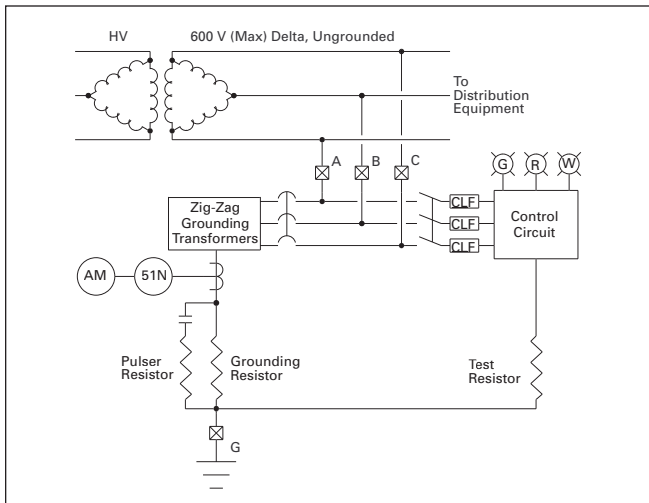 HV
600 V (Max) Delta, Ungrounded
To
Distribution
Equipment
A
B
C
G
R
W
Zig-Zag
Grounding
Transformers
CLF
CLF
CLF
Control
Circuit
AM
51N
Pulser
Resistor
Grounding
Resistor
Test
Resistor
G